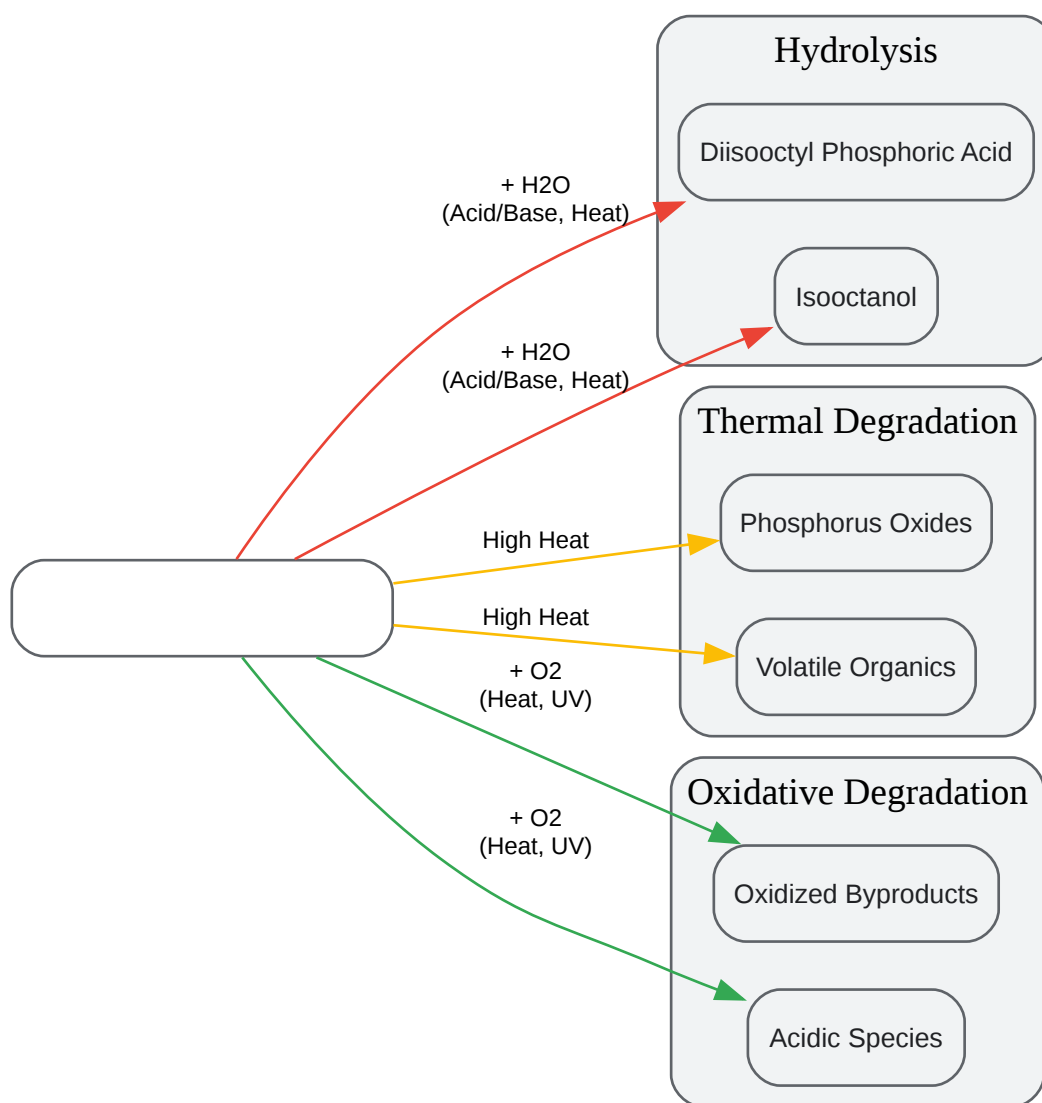 Hydrolysis
Diisooctyl Phosphoric Acid
+ H2O
(Acid/Base, Heat)
Isooctanol
+ H2O
(Acid/Base, Heat)
Thermal Degradation
Phosphorus Oxides
High Heat
High Heat
Volatile Organics
+ O2
(Heat, UV)
Oxidative Degradation
+ O2
(Heat, UV)
Oxidized Byproducts
Acidic Species